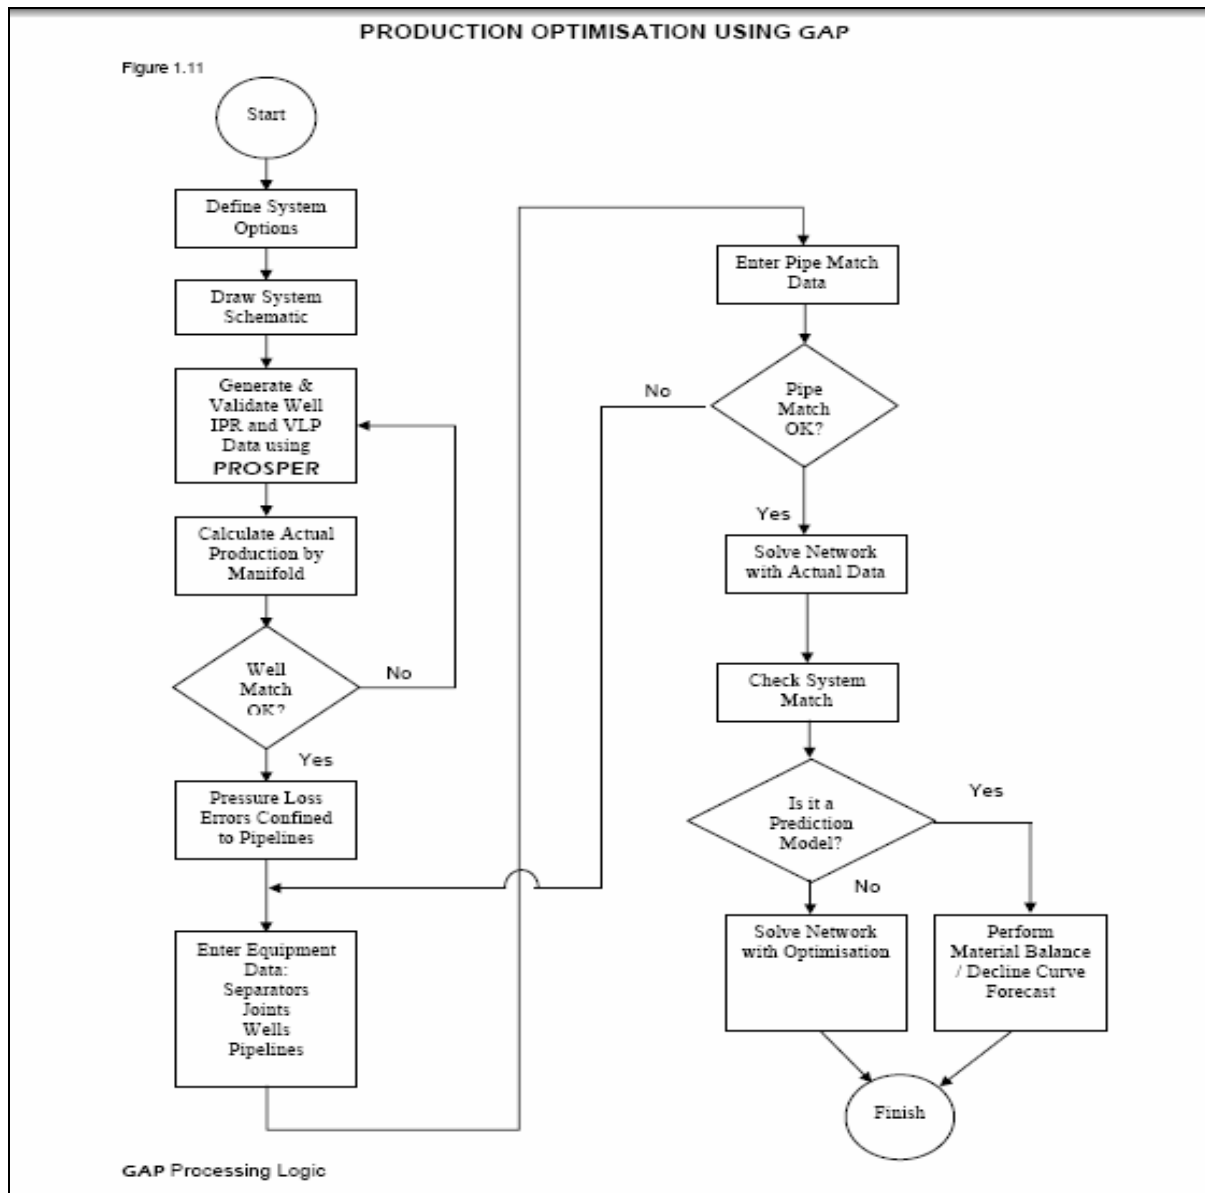 PRODUCTION OPTIMISATION USING GAP
Figure 1.11
Start
Define System
Options
Draw System
Schematic
Generate &
Validate Well
IPR and VLP
Data using
PROSPER
Calculate Actual
Production by
Manifold
Well
Match
OK?
No
Yes
Pressure Loss
Errors Confined
to Pipelines
Enter Equipment
Data:
Separators
Joints
Wells
Pipelines
Enter Pipe Match
Data
Pipe
Match
OK?
No
Yes
Solve Network
with Actual Data
Check System
Match
Is it a
Prediction
Model?
Yes
No
Solve Network
with Optimisation
Perform
Material Balance
/ Decline Curve
Forecast
Finish
GAP Processing Logic